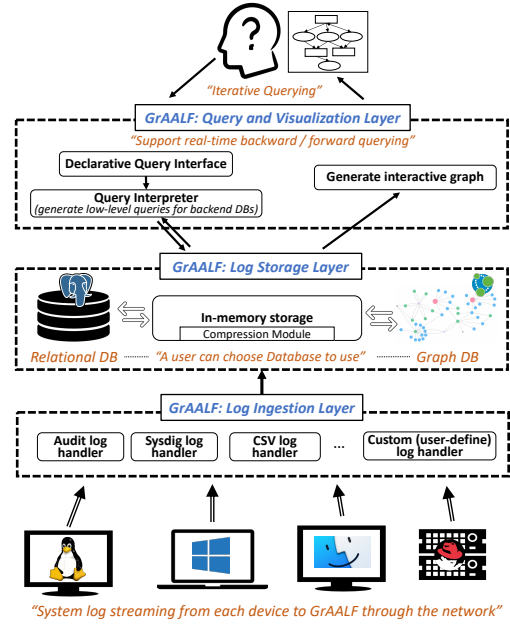 ?
"Iterative Querying"
GrAALF: Query and Visualization Layer
"Support real-time backward / forward querying"
Declarative Query Interface
Generate interactive graph
Query Interpreter
(generate low-level queries for backend DBs)
GrAALF: Log Storage Layer
In-memory storage
Compression Module
Relational DB ........ "A user can choose Database to use" ........ Graph DB
GrAALF: Log Ingestion Layer
Audit log
handler
Sysdig log
handler
CSV log
handler
...
Custom (user-define)
log handler
"System log streaming from each device to GrAALF through the network"